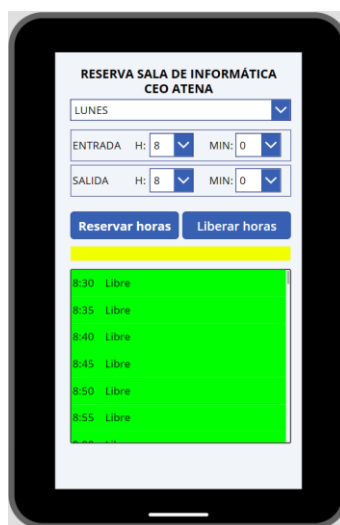 RESERVA SALA DE INFORMÁTICA
CEO ATENA
LUNES
ENTRADA H: 8 MIN: 0
SALIDA H: 8 MIN: 0
Reservar horas Liberar horas
8:30 Libre
8:35 Libre
8:40 Libre
8:45 Libre
8:50 Libre
8:55 Libre